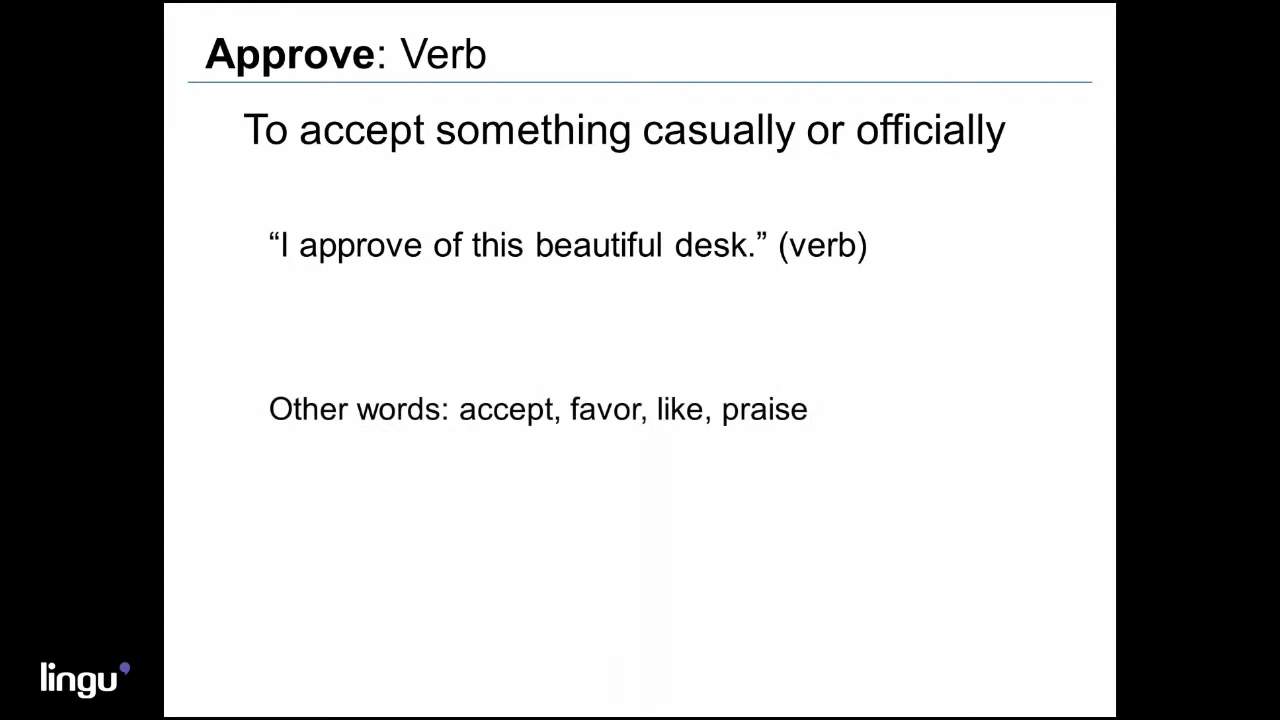 Approve: Verb
To accept something casually or officially
“I approve of this beautiful desk.” (verb)
Other words: accept, favor, like, praise
lingu